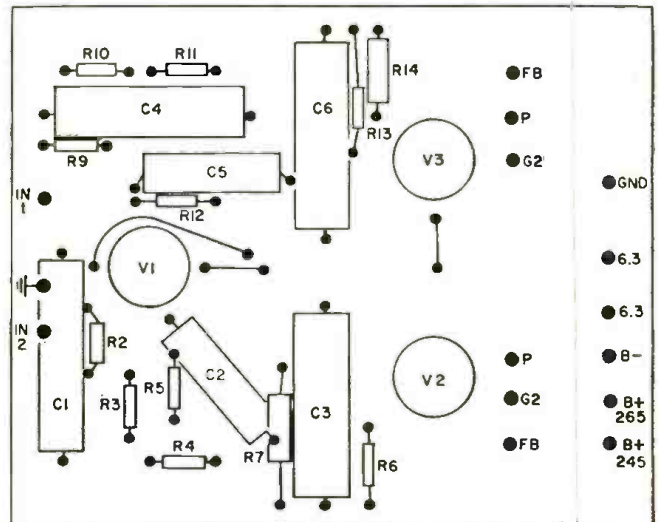 R10
R11
C4
R9
C5
R12
C6
R13
R14
FB
P
G2
V3
GND
IN 1
V1
6.3
6.3
IN 2
C1
R2
R3
R5
C2
R4
R7
C3
R6
V2
P
G2
FB
B-
B+
265
B+
245